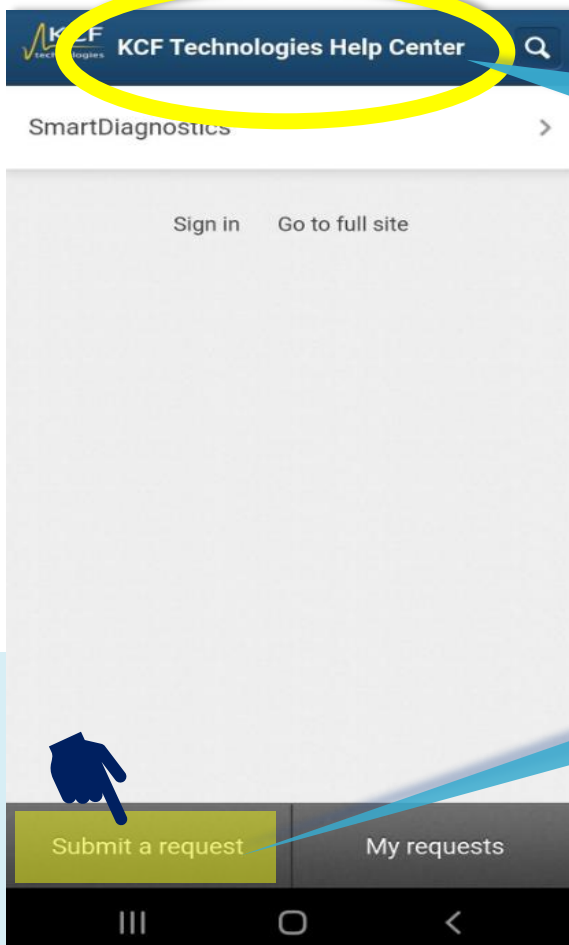 KCF
technologies
KCF Technologies Help Center
SmartDiagnostics
Sign in Go to full site
Submit a request My requests